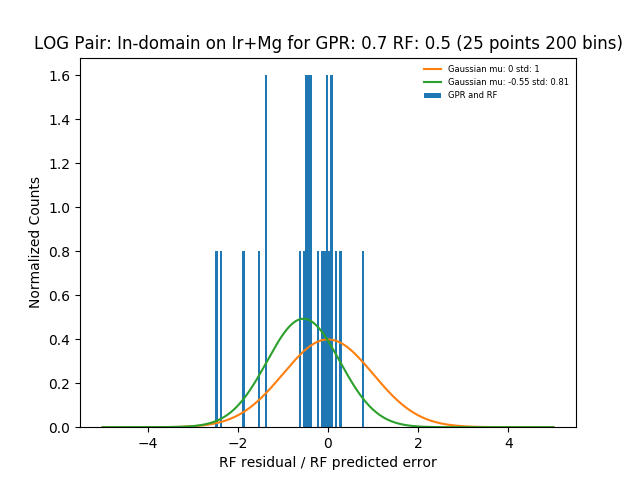 LOG Pair: In-domain on Ir+Mg for GPR: 0.7 RF: 0.5 (25 points 200 bins)
Gaussian mu: 0 std: 1
Gaussian mu: -0.55 std: 0.81
GPR and RF
Normalized Counts
1.6
1.4
1.2
1.0
0.8
0.6
0.4
0.2
0.0
−4 −2 0 2 4
RF residual / RF predicted error